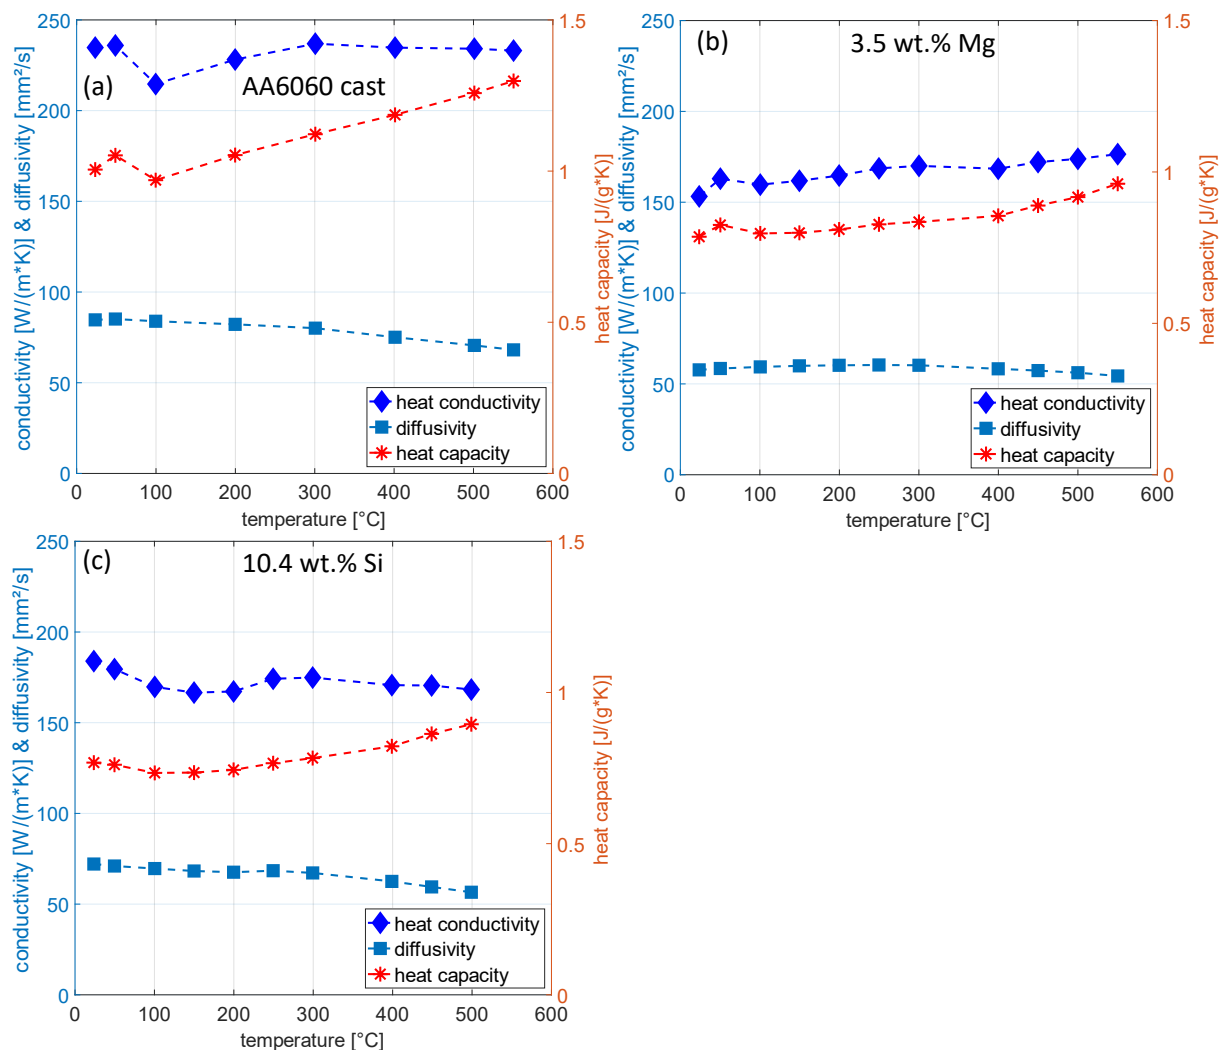 (a)
AA6060 cast
conductivity [W/(m*K)] & diffusivity [mm²/s]
250
200
150
100
50
0
heat capacity [J/(g*K)]
1.5
1
0.5
0
heat conductivity
diffusivity
heat capacity
0 100 200 300 400 500 600
temperature [°C]
(b)
3.5 wt.% Mg
conductivity [W/(m*K)] & diffusivity [mm²/s]
250
200
150
100
50
0
heat capacity [J/(g*K)]
1.5
1
0.5
0
heat conductivity
diffusivity
heat capacity
0 100 200 300 400 500 600
temperature [°C]
(c)
10.4 wt.% Si
conductivity [W/(m*K)] & diffusivity [mm²/s]
250
200
150
100
50
0
heat capacity [J/(g*K)]
1.5
1
0.5
0
heat conductivity
diffusivity
heat capacity
0 100 200 300 400 500 600
temperature [°C]